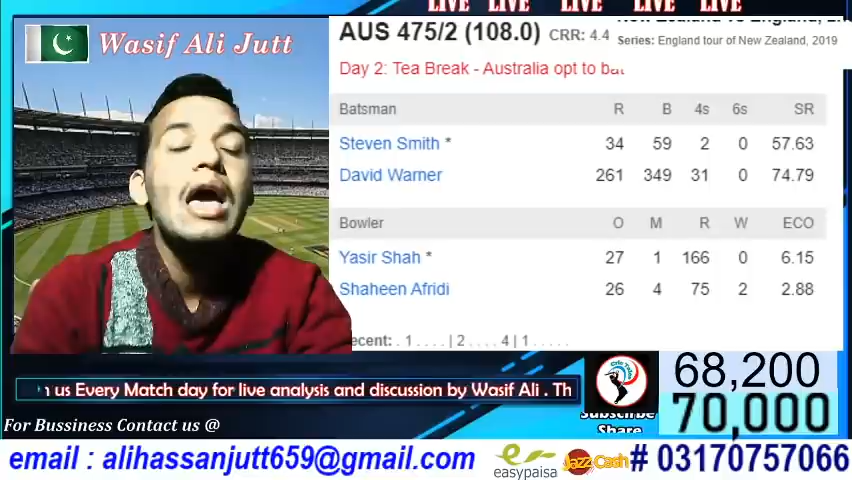 LIVE LIVE LIVE LIVE LIVE
Wasif Ali Jutt
AUS 475/2 (108.0) CRR: 4.4
Series: England tour of New Zealand, 2019
Day 2: Tea Break - Australia opt to bat
Batsman R B 4s 6s SR
Steven Smith * 34 59 2 0 57.63
David Warner 261 349 31 0 74.79
Bowler O M R W ECO
Yasir Shah * 27 1 166 0 6.15
Shaheen Afridi 26 4 75 2 2.88
ecent: . 1 . . . . | 2 . . . . 4 | 1 . . . . .
n us Every Match day for live analysis and discussion by Wasif Ali . Th
68,200
Subscribe
Share
70,000
For Bussiness Contact us @
email : alihassanjutt659@gmail.com
easypaisa
JazzCash
# 03170757066